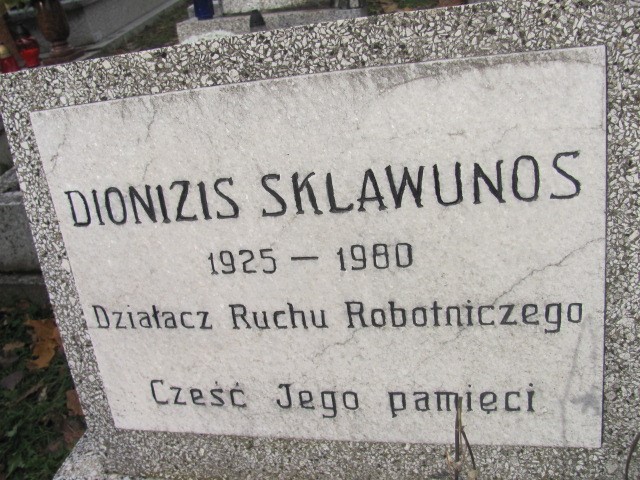 DIONIZIS SKLAWUNOS
1925 — 1980
Działacz Ruchu Robotniczego
Cześć Jego pamięci